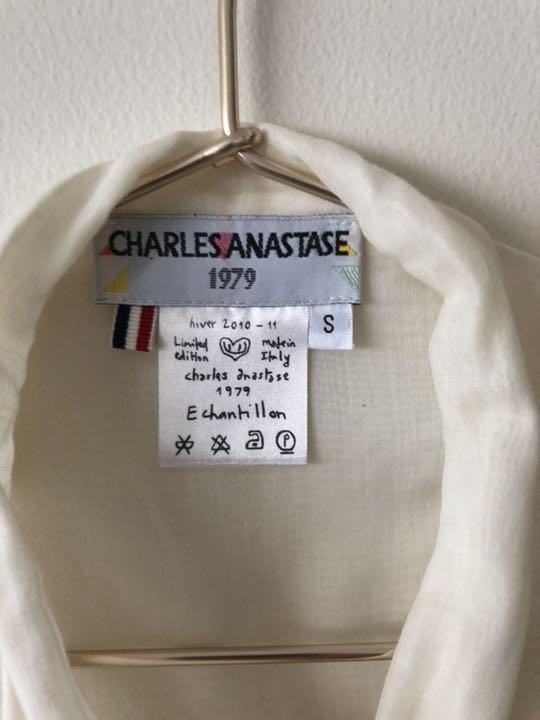 CHARLES ANASTASE
1979
S
hiver 2010 - 11
Limited edition
made in Italy
charles anastase
1979
Echantillon
P